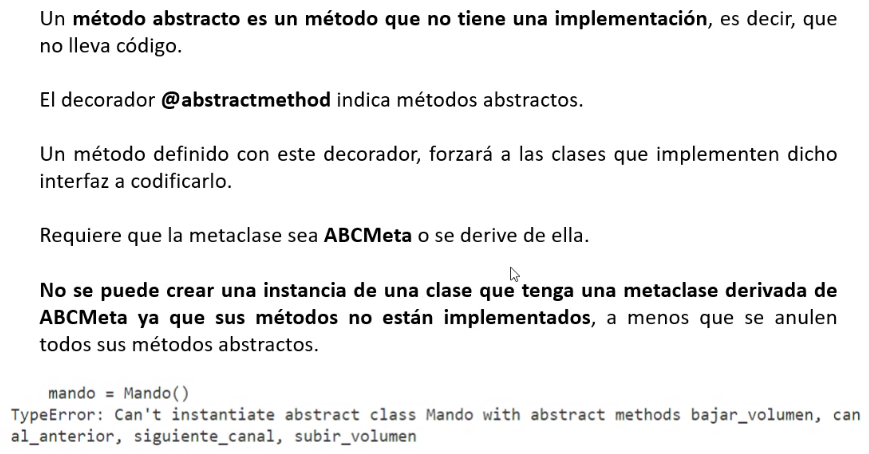 Un método abstracto es un método que no tiene una implementación, es decir, que
no lleva código.
El decorador @abstractmethod indica métodos abstractos.
Un método definido con este decorador, forzará a las clases que implementen dicho
interfaz a codificarlo.
Requiere que la metaclase sea ABCMeta o se derive de ella.
No se puede crear una instancia de una clase que tenga una metaclase derivada de
ABCMeta ya que sus métodos no están implementados, a menos que se anulen
todos sus métodos abstractos.
mando = Mando()
TypeError: Can't instantiate abstract class Mando with abstract methods bajar_volumen, can
al_anterior, siguiente_canal, subir_volumen